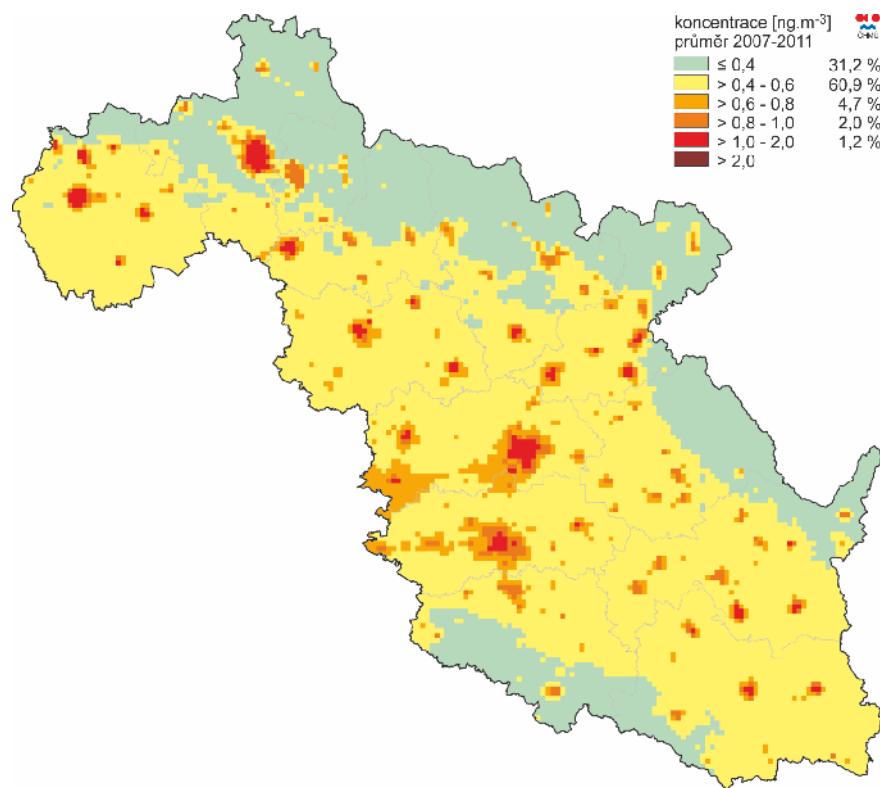 koncentrace [ng.m⁻³]
průměr 2007-2011
≤ 0,4 31,2 %
> 0,4 - 0,6 60,9 %
> 0,6 - 0,8 4,7 %
> 0,8 - 1,0 2,0 %
> 1,0 - 2,0 1,2 %
> 2,0
ČHMÚ